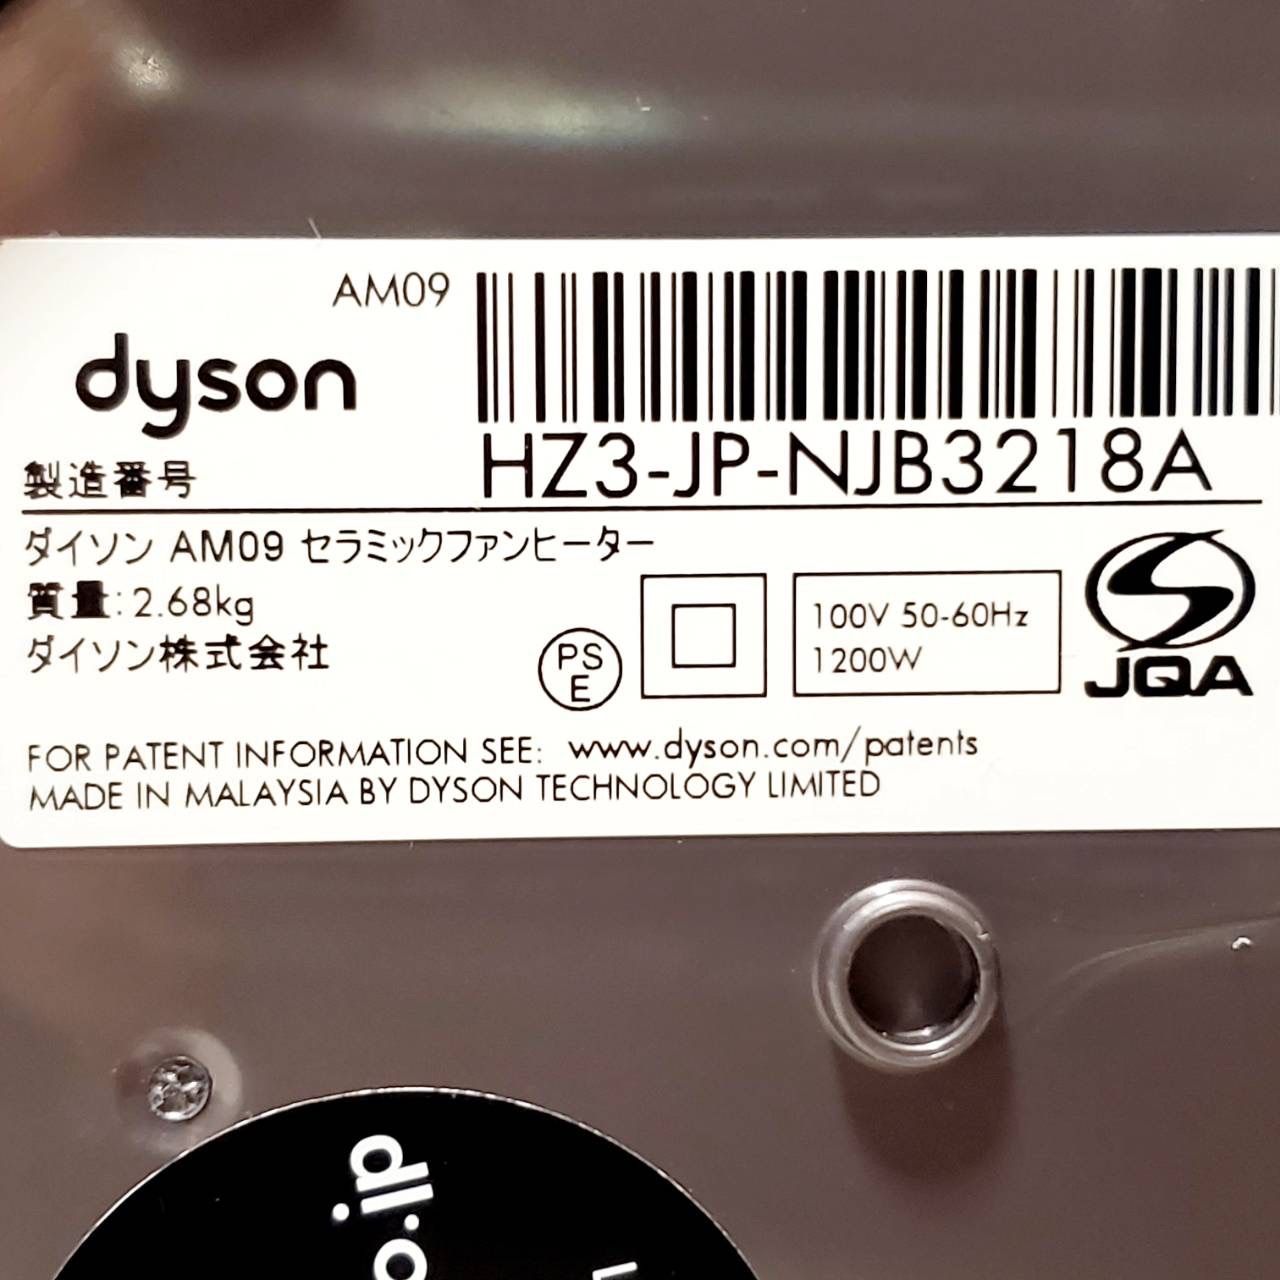 AM09
dyson
製造番号 HZ3-JP-NJB3218A
ダイソン AM09 セラミックファンヒーター
質量:2.68kg
ダイソン株式会社
PS
E
100V 50-60Hz
1200W
JQA
FOR PATENT INFORMATION SEE: www.dyson.com/patents
MADE IN MALAYSIA BY DYSON TECHNOLOGY LIMITED
o.jp